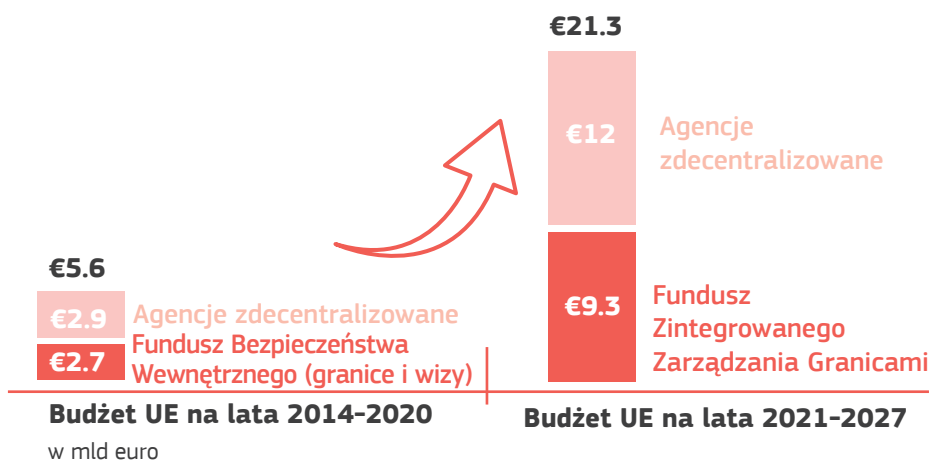 €5.6
€2.9
Agencje zdecentralizowane
€2.7
Fundusz Bezpieczeństwa
Wewnętrznego (granice i wizy)
Budżet UE na lata 2014–2020
w mld euro
€21.3
€12
Agencje
zdecentralizowane
€9.3
Fundusz
Zintegrowanego
Zarządzania Granicami
Budżet UE na lata 2021–2027